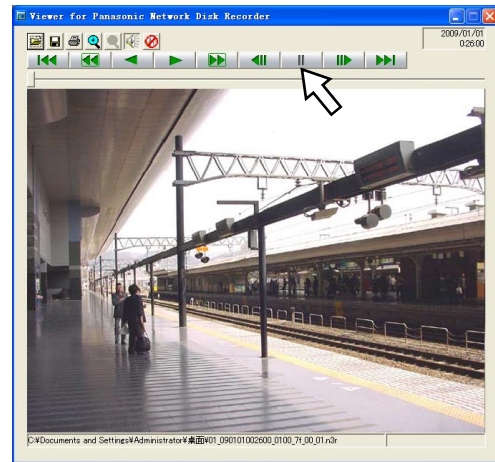 Viewer for Panasonic Network Disk Recorder
2009/01/01
0:26:00
C:¥Documents and Settings¥Administrator¥桌面¥01_090101002600_0100_7f_00_01.n3r